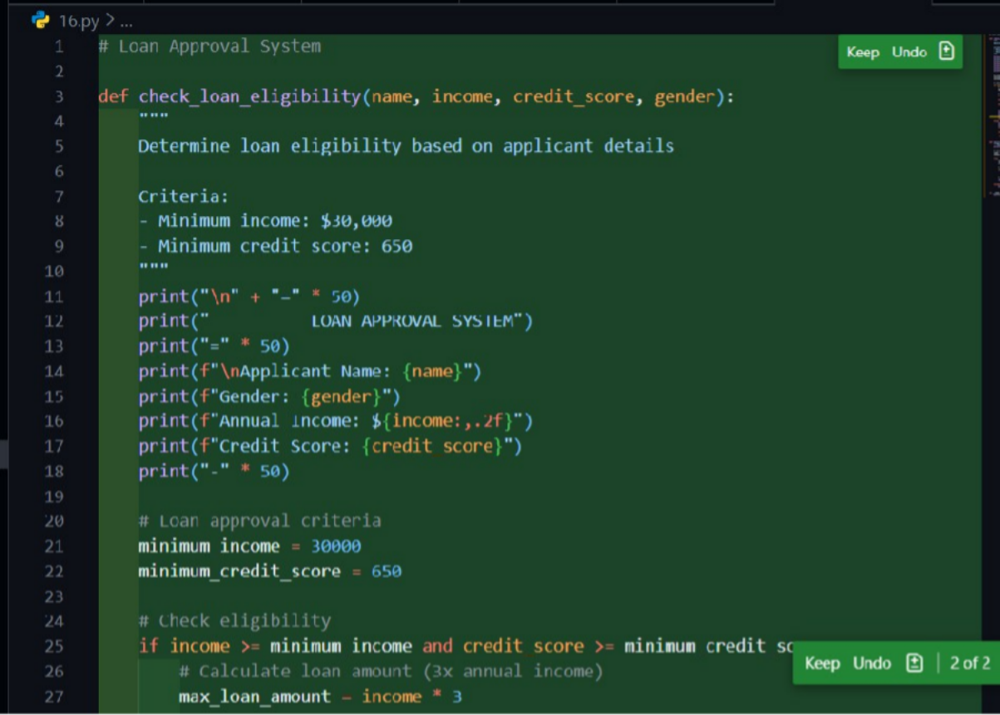 16.py > ...
Keep Undo
1 # Loan Approval System
2
3 def check_loan_eligibility(name, income, credit_score, gender):
4 """
5 Determine loan eligibility based on applicant details
6
7 Criteria:
8 - Minimum income: $30,000
9 - Minimum credit score: 650
10 """
11 print("\n" + "=" * 50)
12 print("          LOAN APPROVAL SYSTEM")
13 print("=" * 50)
14 print(f"\nApplicant Name: {name}")
15 print(f"Gender: {gender}")
16 print(f"Annual Income: ${income:,.2f}")
17 print(f"Credit Score: {credit_score}")
18 print("-" * 50)
19
20 # Loan approval criteria
21 minimum_income = 30000
22 minimum_credit_score = 650
23
24 # Check eligibility
25 if income >= minimum_income and credit_score >= minimum_credit_sc
26 # Calculate loan amount (3x annual income)
Keep Undo | 2 of 2
27 max_loan_amount = income * 3